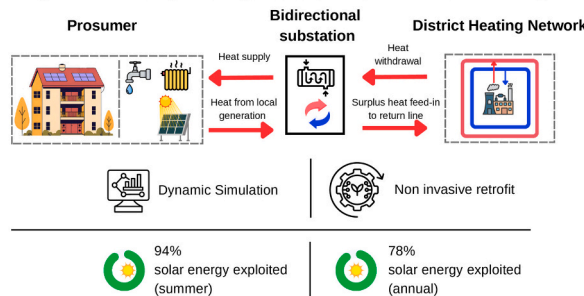 Prosumer
Bidirectional
substation
District Heating Network
Heat supply
Heat
withdrawal
Heat from local
generation
Surplus heat feed-in
to return line
Dynamic Simulation
Non invasive retrofit
94%
solar energy exploited
(summer)
78%
solar energy exploited
(annual)